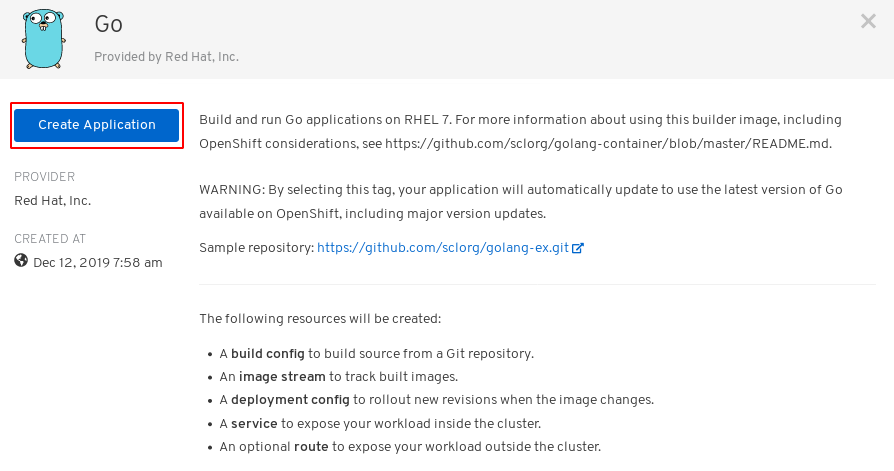 Go
Provided by Red Hat, Inc.
Create Application
PROVIDER
Red Hat, Inc.
CREATED AT
Dec 12, 2019 7:58 am
Build and run Go applications on RHEL 7. For more information about using this builder image, including
OpenShift considerations, see https://github.com/sclorg/golang-container/blob/master/README.md.
WARNING: By selecting this tag, your application will automatically update to use the latest version of Go
available on OpenShift, including major version updates.
Sample repository: https://github.com/sclorg/golang-ex.git
The following resources will be created:
• A build config to build source from a Git repository.
• An image stream to track built images.
• A deployment config to rollout new revisions when the image changes.
• A service to expose your workload inside the cluster.
• An optional route to expose your workload outside the cluster.